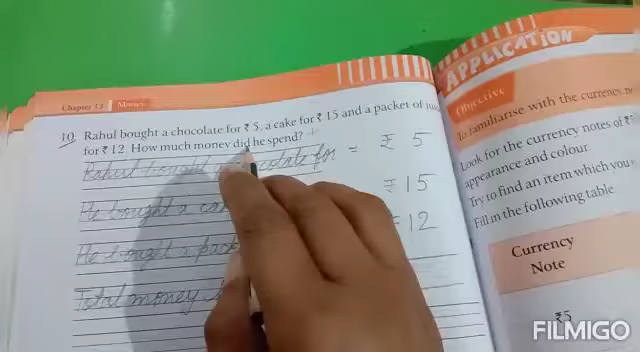 Chapter 13 Money
10. Rahul bought a chocolate for ₹ 5, a cake for ₹ 15 and a packet of
for ₹ 12. How much money did he spend?
Rahul bought for = ₹ 5
He bought a ₹ 15
He bought a 12
Total money
APPLICATION
Objective
To familiarise with the currency
Look for the currency notes of
appearance and colour.
Try to find an item which you
Fill in the following table
Currency
Note
₹5
FILMIGO